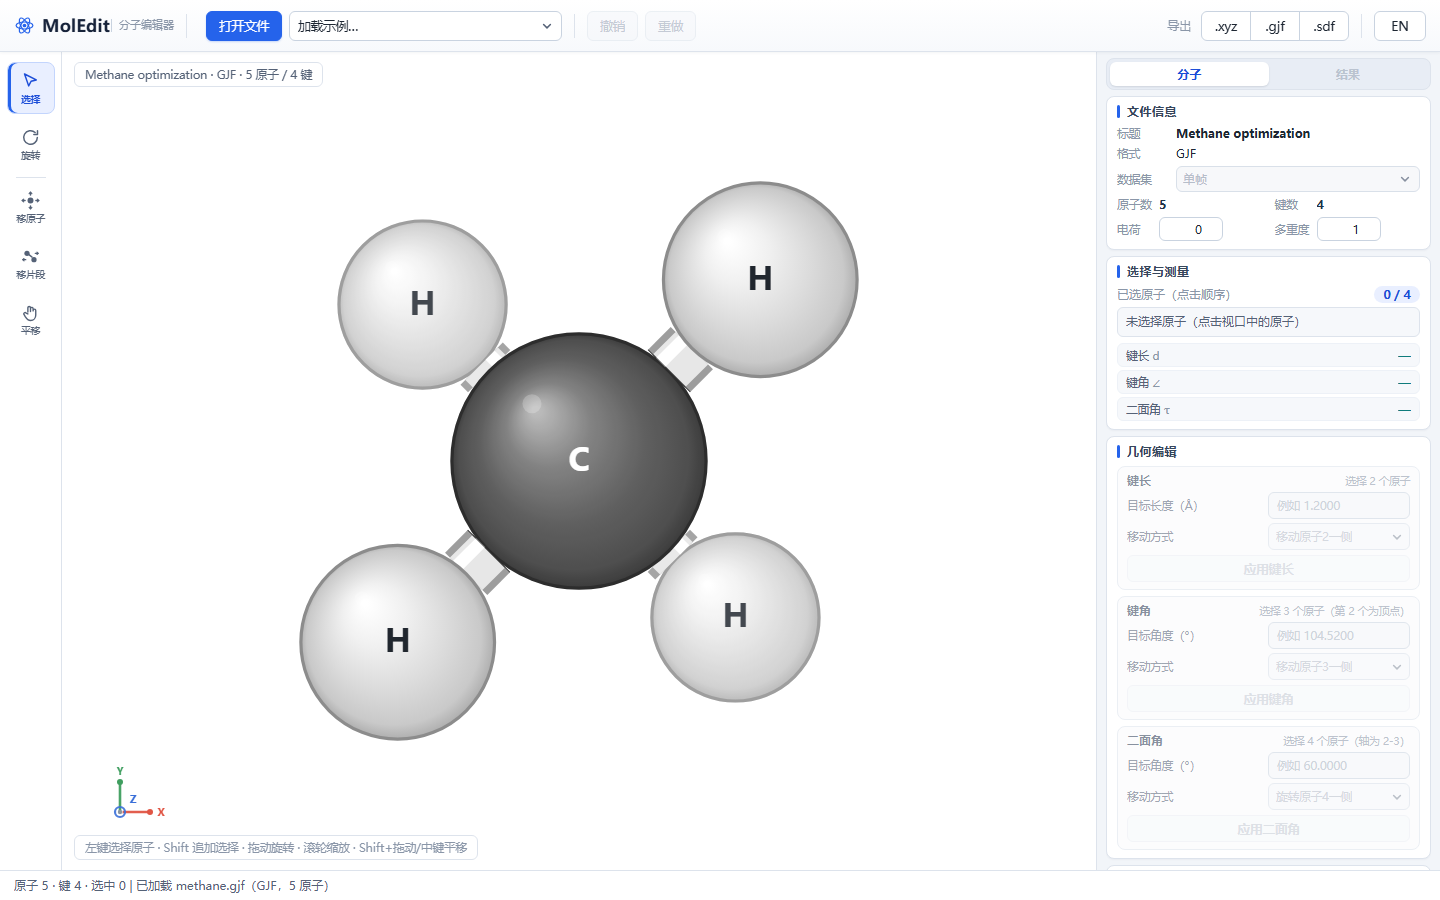 MolEdit 分子编辑器 打开文件 加载示例... 撤销 重做 导出 .xyz .gjf .sdf EN
选择
旋转
移原子
移片段
平移
Methane optimization · GJF · 5 原子 / 4 键
H
H
C
H
H
Y
Z
X
左键选择原子 · Shift 追加选择 · 拖动旋转 · 滚轮缩放 · Shift+拖动/中键平移
分子 结果
文件信息
标题 Methane optimization
格式 GJF
数据集 单帧
原子数 5 键数 4
电荷 0 多重度 1
选择与测量
已选原子（点击顺序） 0 / 4
未选择原子（点击视口中的原子）
键长 d —
键角 ∠ —
二面角 τ —
几何编辑
键长 选择 2 个原子
目标长度（Å） 例如 1.2000
移动方式 移动原子2一侧
应用键长
键角 选择 3 个原子（第 2 个为顶点）
目标角度（°） 例如 104.5200
移动方式 移动原子3一侧
应用键角
二面角 选择 4 个原子（轴为 2-3）
目标角度（°） 例如 60.0000
移动方式 旋转原子4一侧
应用二面角
原子 5 · 键 4 · 选中 0 | 已加载 methane.gjf（GJF，5 原子）